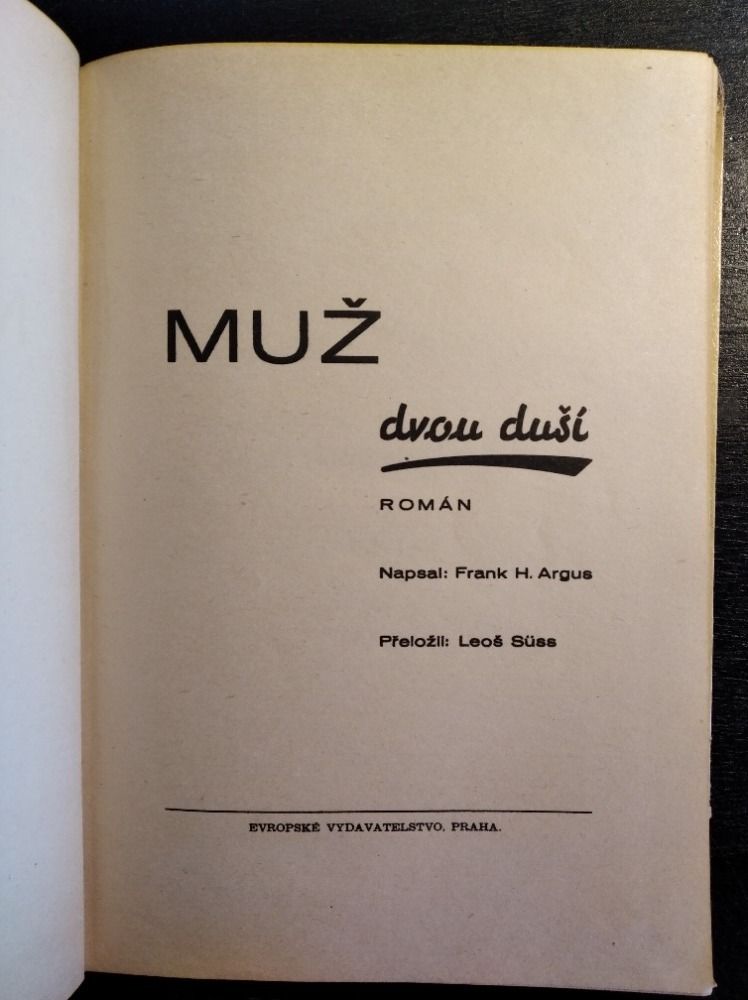 MUŽ
dvou duší
ROMÁN
Napsal: Frank H. Argus
Přeložil: Leoš Süss
EVROPSKÉ VYDAVATELSTVO, PRAHA.